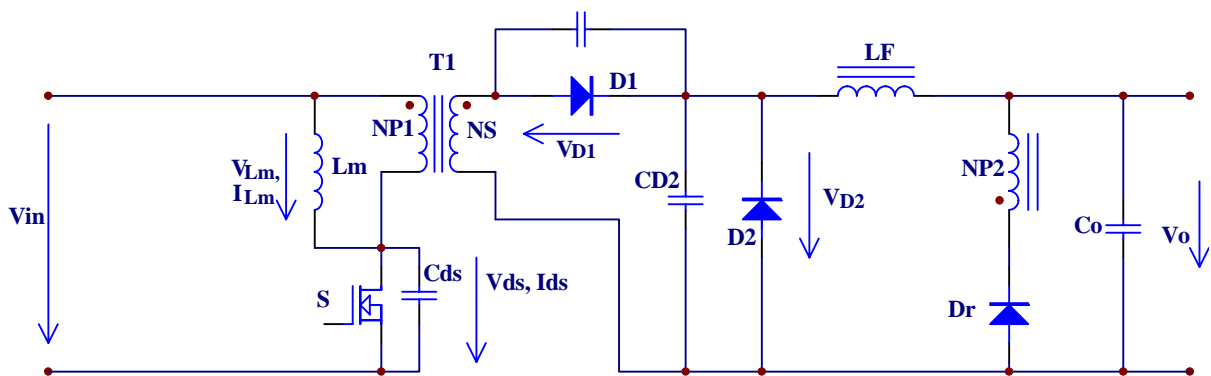 T1
LF
D1
NP1
NS
VD1
VLm,
ILm
Lm
CD2
VD2
NP2
Vin
D2
Co
Vo
Cds
Vds, Ids
S
Dr